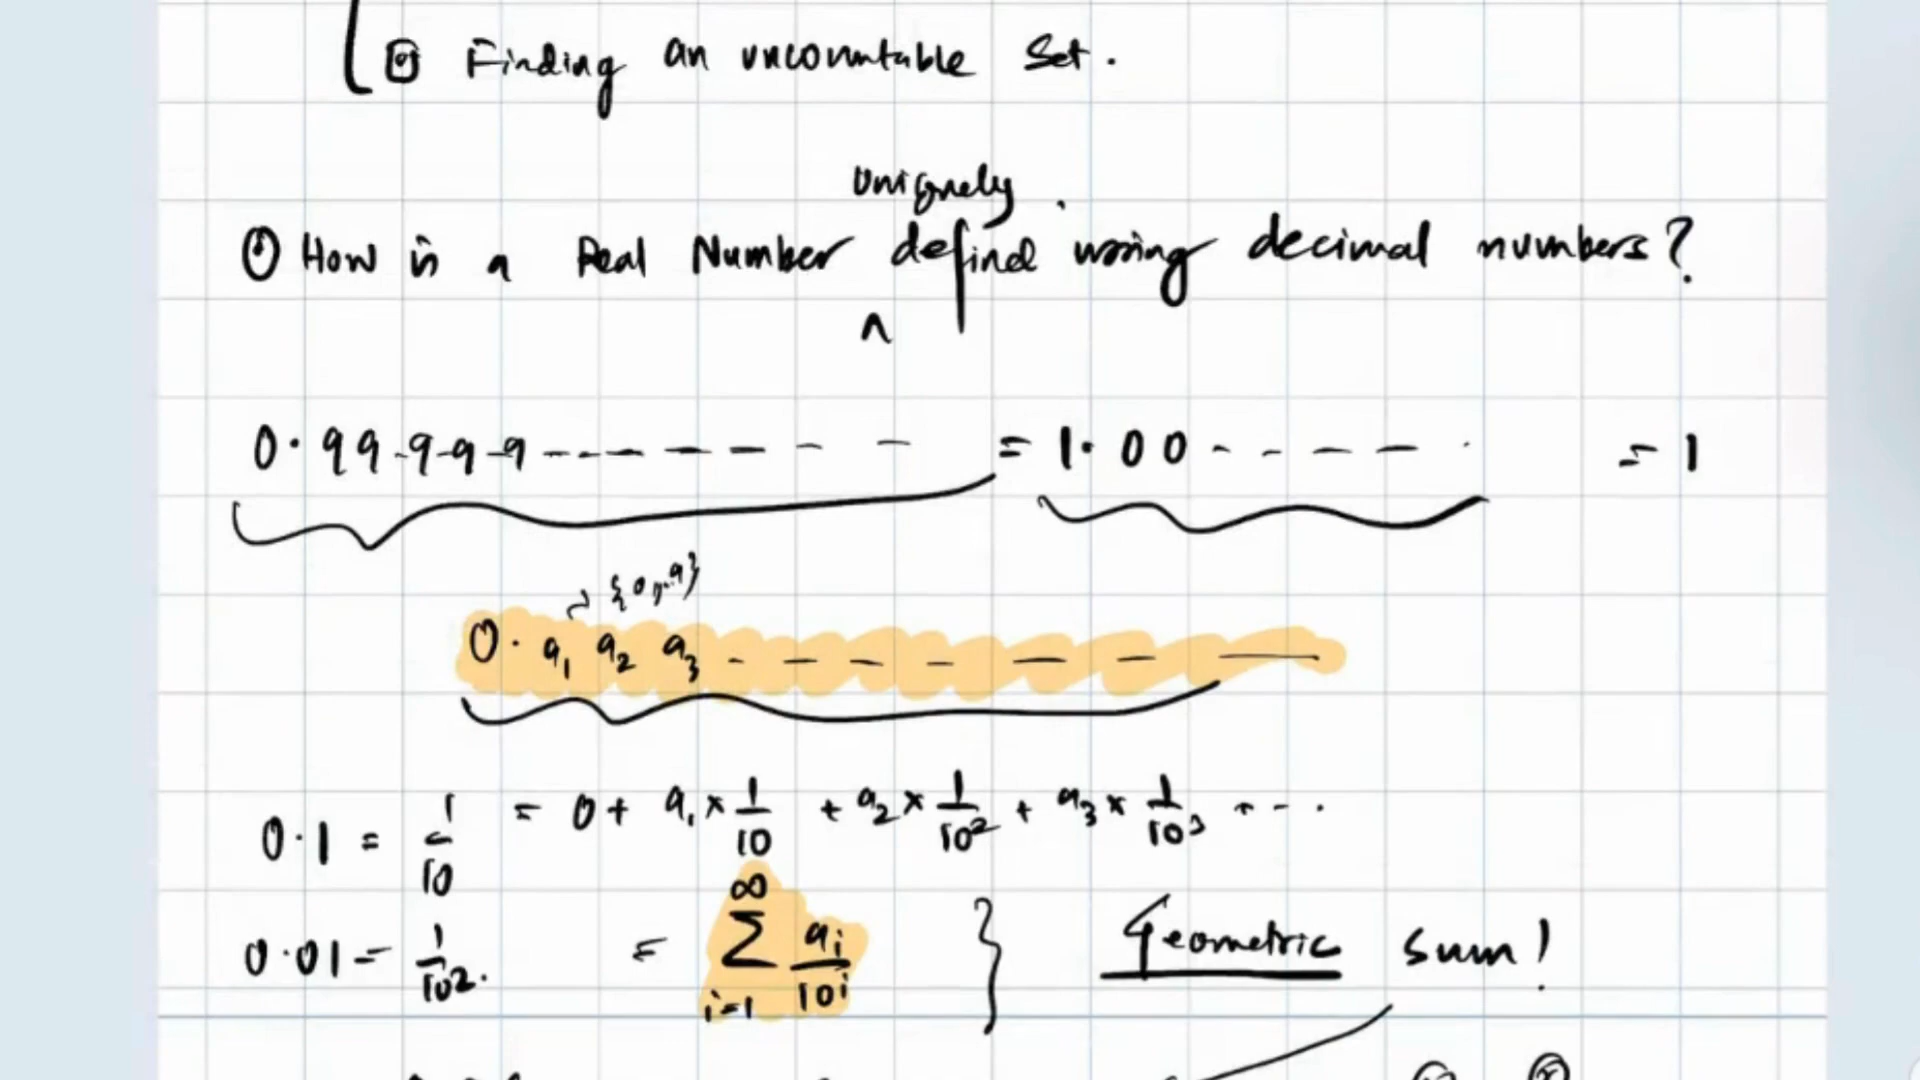 Finding an uncountable set.
uniquely
① How is a Real Number defined using decimal numbers?
^
0.99999------- - - = 1.00----- = 1
{0,..9}
0. a₁ a₂ a₃ - - - - - - -
0.1 = 1/10 = 0 + a₁ × 1/10 + a₂ × 1/10² + a₃ × 1/10³ + - - .
0.01 = 1/10². = ∑_{i=1}^{∞} aᵢ/10ⁱ } Geometric Sum!